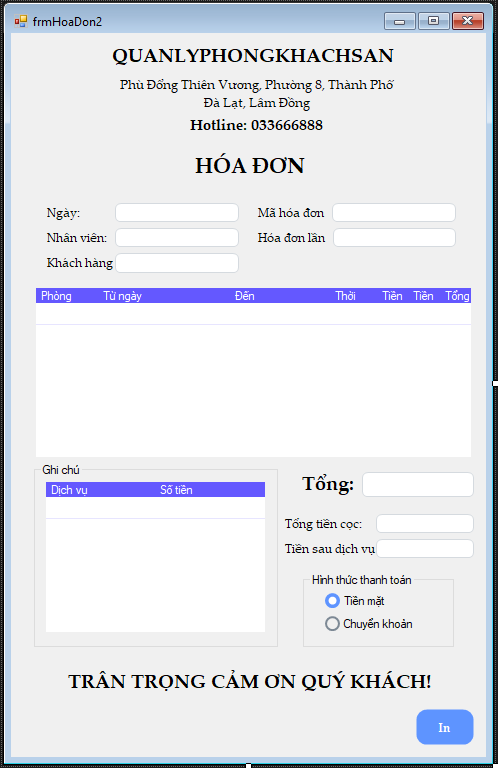 frmHoaDon2
QUANLYPHONGKHACHSAN
Phù Đổng Thiên Vương, Phường 8, Thành Phố
Đà Lạt, Lâm Đồng
Hotline: 033666888
HÓA ĐƠN
Ngày: Mã hóa đơn
Nhân viên: Hóa đơn lần
Khách hàng
Phòng Từ ngày Đến Thời Tiền Tiền Tổng
Ghi chú
Dịch vụ Số tiền
Tổng:
Tổng tiền cọc:
Tiền sau dịch vụ
Hình thức thanh toán
Tiền mặt
Chuyển khoản
TRÂN TRỌNG CẢM ƠN QUÝ KHÁCH!
In